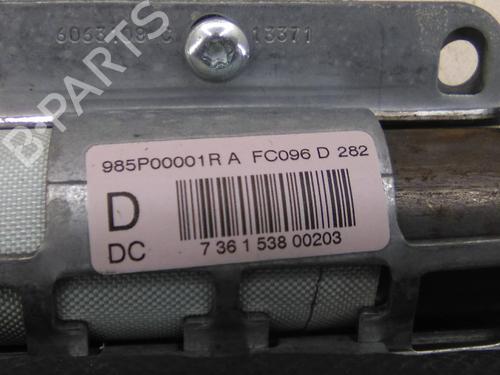 13371
985P00001R A FC096 D 282
D
DC
7 36 1 538 00203
B-PARTS